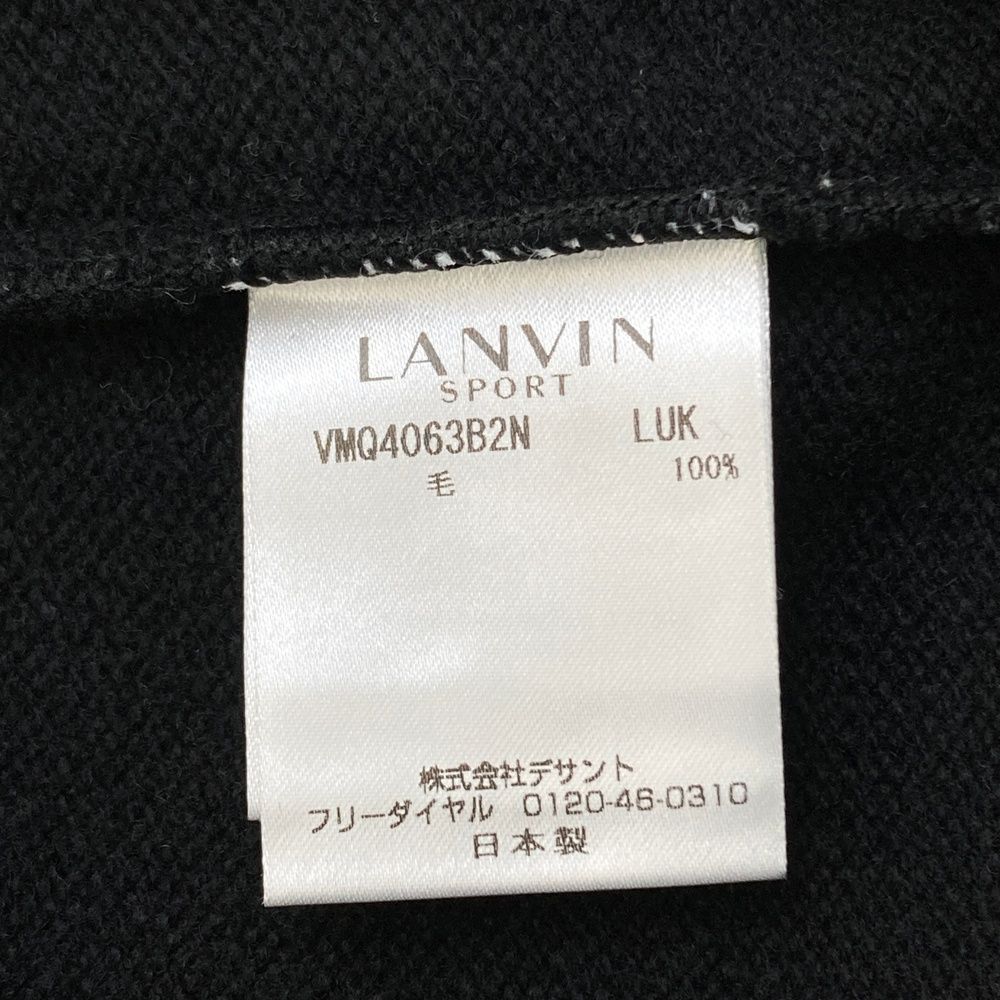 LANVIN
SPORT
VMQ4063B2N LUK
毛 100%
株式会社デサント
フリーダイヤル 0120-46-0310
日本製